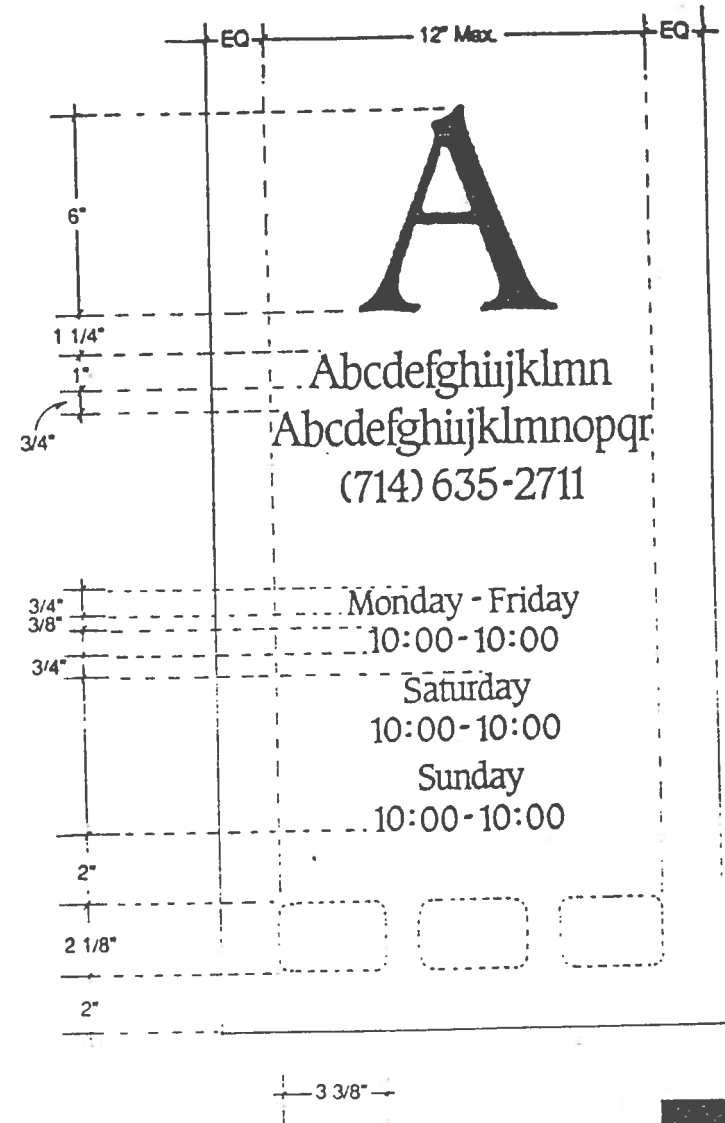 EQ 12" Max. EQ
A
6"
1 1/4"
1"
3/4"
Abcdefghiijklmn
Abcdefghiijklmnopqr
(714) 635-2711
3/4"
3/8"
3/4"
Monday - Friday
10:00-10:00
Saturday
10:00-10:00
Sunday
10:00-10:00
2"
2 1/8"
2"
3 3/8"